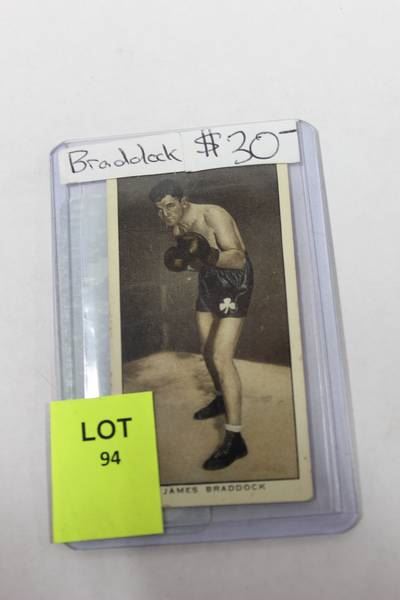 Braddock $30-
LOT
94
JAMES BRADDOCK